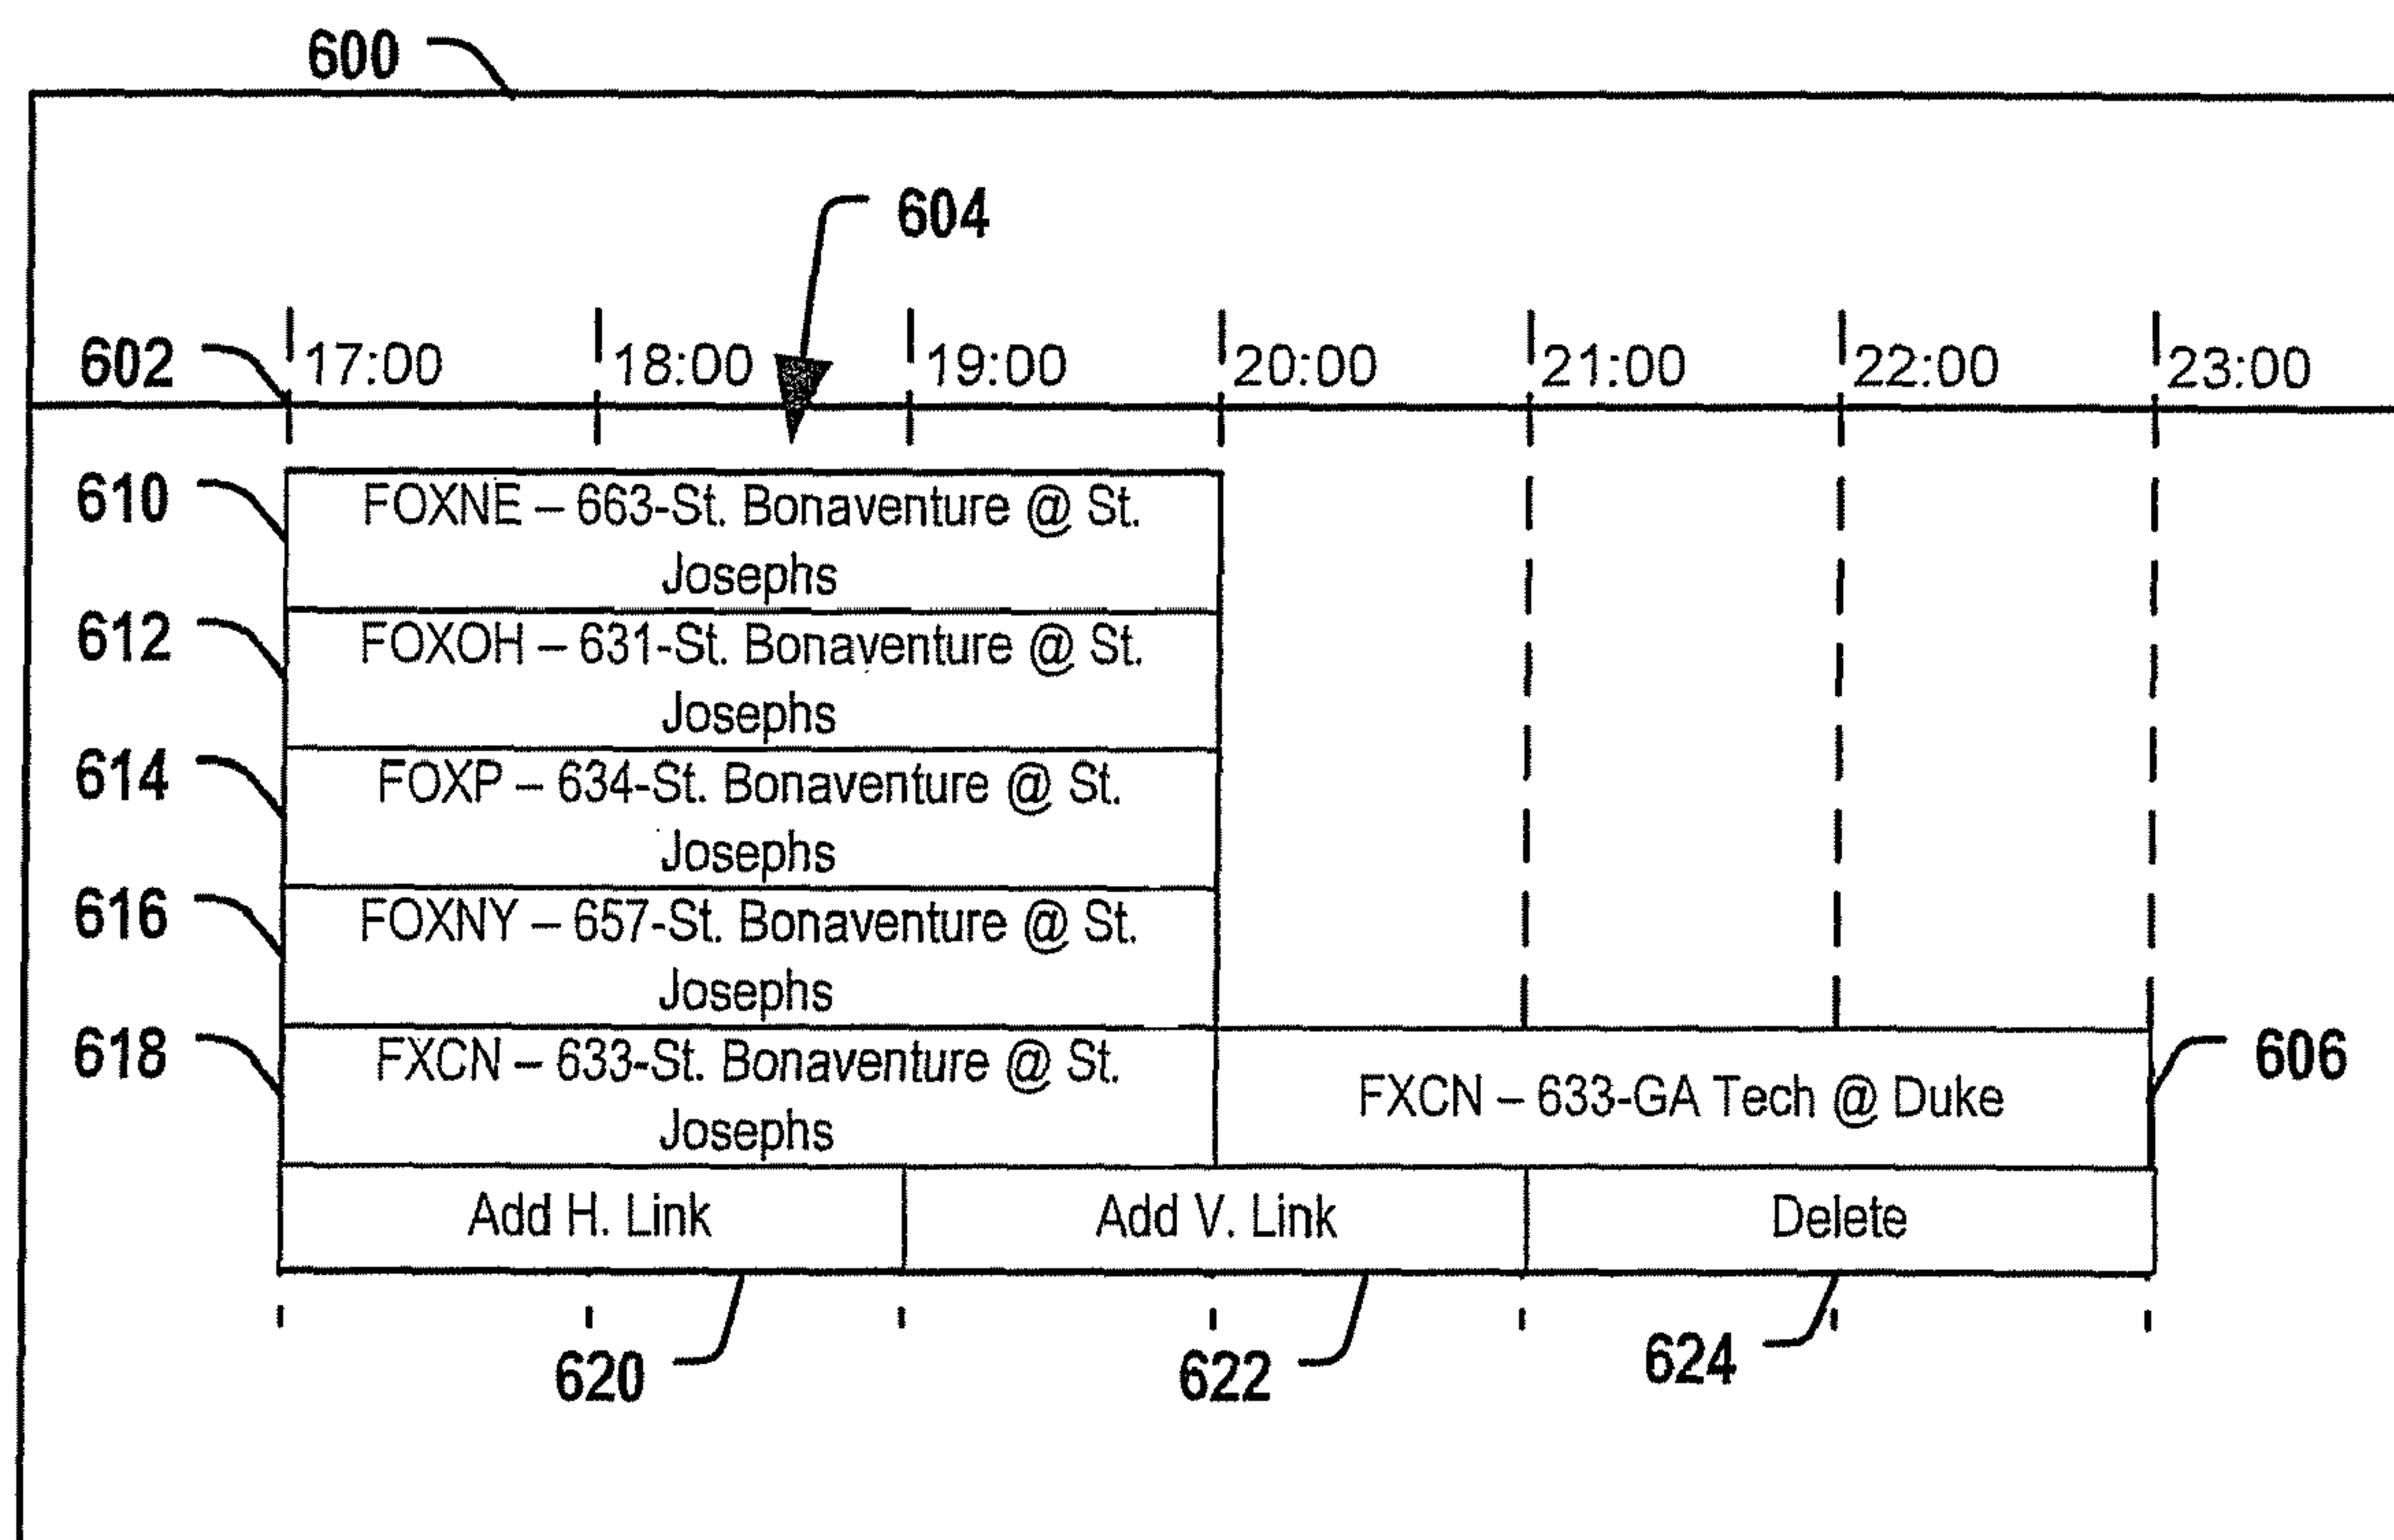 600
604
602 17:00 18:00 19:00 20:00 21:00 22:00 23:00
610 FOXNE – 663-St. Bonaventure @ St.
Josephs
612 FOXOH – 631-St. Bonaventure @ St.
Josephs
614 FOXP – 634-St. Bonaventure @ St.
Josephs
616 FOXNY – 657-St. Bonaventure @ St.
Josephs
618 FXCN – 633-St. Bonaventure @ St.
Josephs
FXCN – 633-GA Tech @ Duke 606
Add H. Link Add V. Link Delete
620 622 624